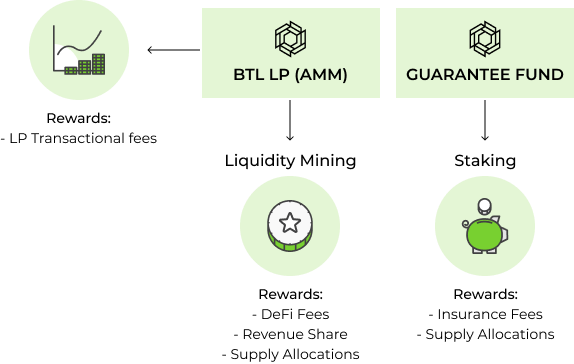 BTL LP (AMM)
GUARANTEE FUND
Rewards:
- LP Transactional fees
Liquidity Mining
Staking
Rewards:
- DeFi Fees
- Revenue Share
- Supply Allocations
Rewards:
- Insurance Fees
- Supply Allocations